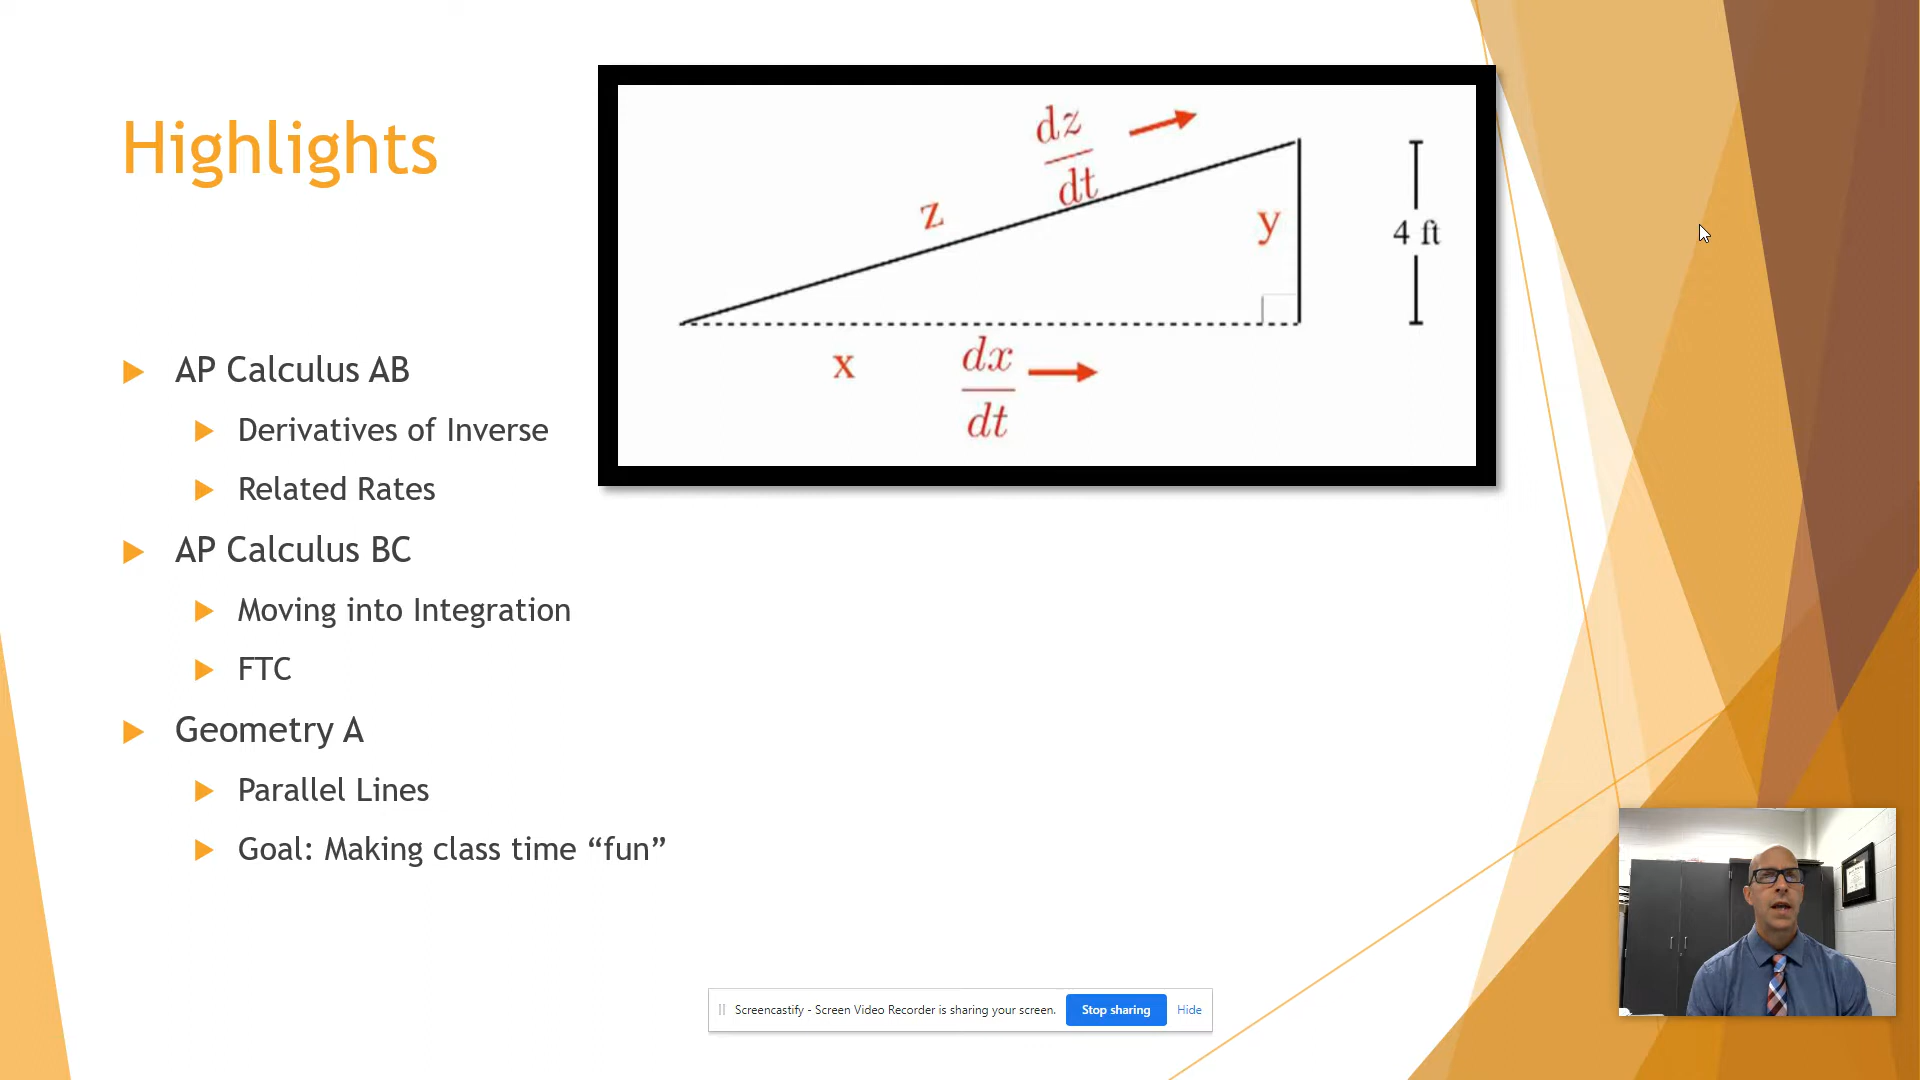 Highlights
AP Calculus AB
Derivatives of Inverse
Related Rates
AP Calculus BC
Moving into Integration
FTC
Geometry A
Parallel Lines
Goal: Making class time “fun”
dz
dt
z
y
4 ft
x
dx
dt
Screencastify - Screen Video Recorder is sharing your screen.
Stop sharing
Hide